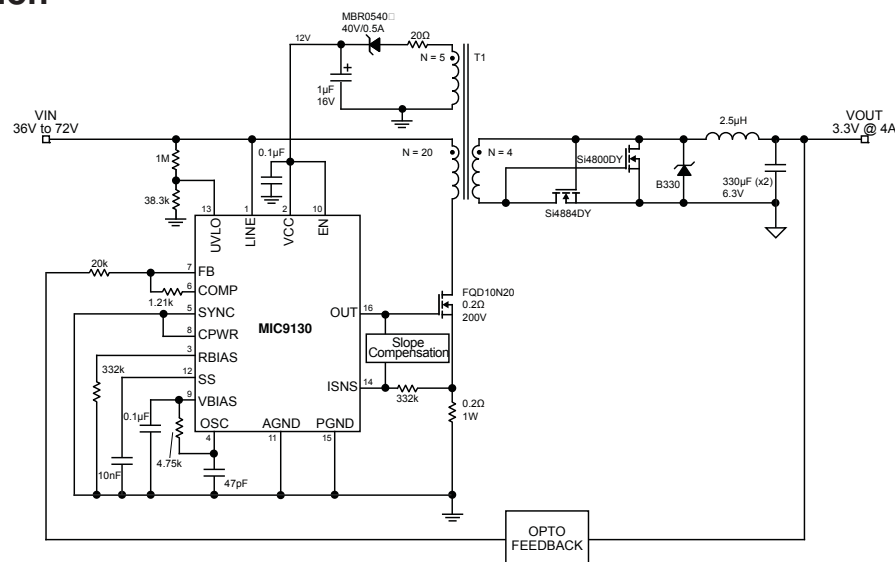 MBR0540□
40V/0.5A
20Ω
12V
N = 5
T1
1µF
16V
+
VIN
36V to 72V
VOUT
3.3V @ 4A
2.5µH
1M
0.1µF
N = 20
N = 4
Si4800DY
B330
330µF (x2)
6.3V
38.3k
Si4884DY
13
1
2
10
UVLO
LINE
VCC
EN
20k
7
FB
6
COMP
1.21k
5
SYNC
8
CPWR
3
RBIAS
12
SS
9
VBIAS
OSC
4
AGND
11
PGND
15
MIC9130
OUT
16
ISNS
14
FQD10N20
0.2Ω
200V
Slope
Compensation
332k
0.2Ω
1W
332k
0.1µF
10nF
4.75k
47pF
OPTO
FEEDBACK